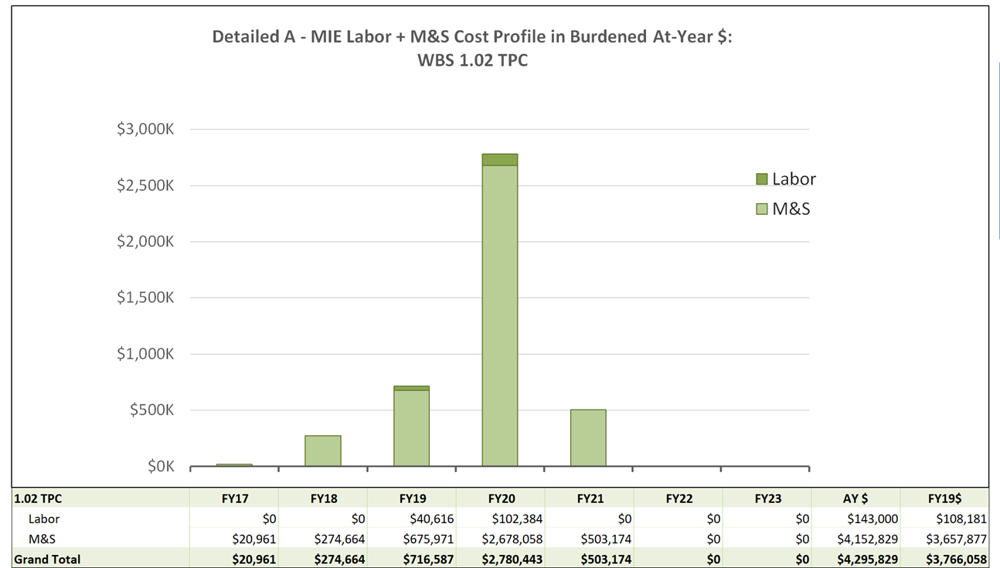 Detailed A - MIE Labor + M&S Cost Profile in Burdened At-Year $:
WBS 1.02 TPC
$3,000K
$2,500K
$2,000K
$1,500K
$1,000K
$500K
$0K
Labor
M&S
1.02 TPC FY17 FY18 FY19 FY20 FY21 FY22 FY23 AY $ FY19$
Labor $0 $0 $40,616 $102,384 $0 $0 $0 $143,000 $108,181
M&S $20,961 $274,664 $675,971 $2,678,058 $503,174 $0 $0 $4,152,829 $3,657,877
Grand Total $20,961 $274,664 $716,587 $2,780,443 $503,174 $0 $0 $4,295,829 $3,766,058